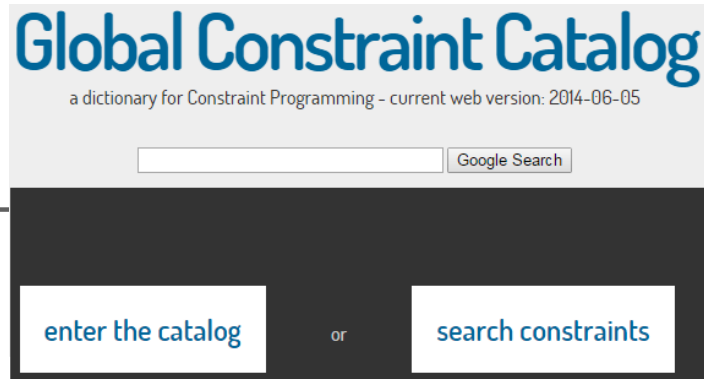 Global Constraint Catalog
a dictionary for Constraint Programming - current web version: 2014-06-05
Google Search
enter the catalog or search constraints